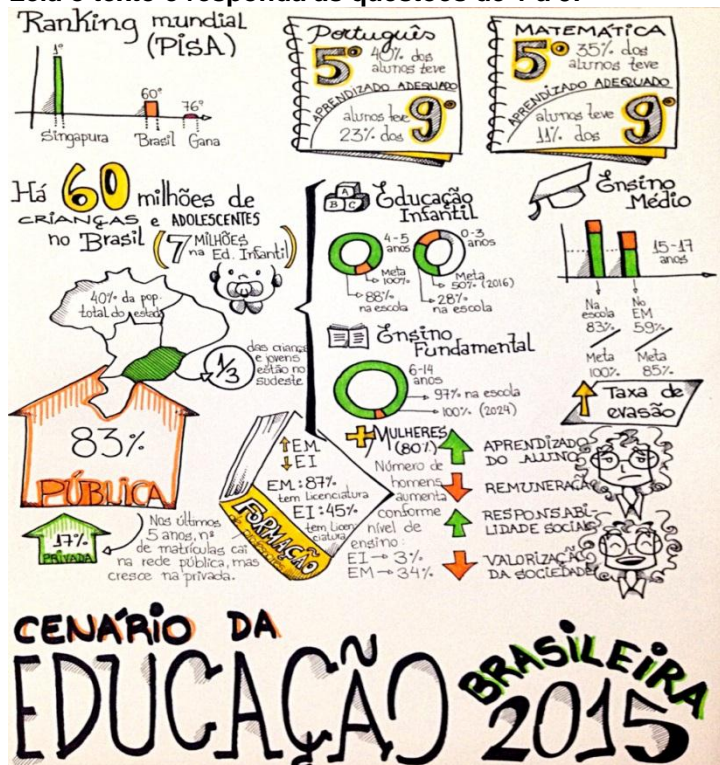 Leia o texto e responda às questões de 1 a 5.
Ranking mundial
(PiSA)
1º
60º
76º
Singapura
Brasil
Gana
Português
5º 40% dos
alunos teve
APRENDIZADO ADEQUADO
alunos teve
23% dos 9º
MATEMÁTICA
5º 35% dos
alunos teve
APRENDIZADO ADEQUADO
alunos teve
11% dos 9º
Há 60 milhões de
CRIANÇAS e ADOLESCENTES
no Brasil (7 MILHÕES
na Ed. Infantil)
40% da pop.
total do estado
1/3
das crianças
e jovens
estão no
sudeste
83%
PÚBLICA
17%
PRIVADA
Nos últimos
5 anos, nº
de matrículas cai
na rede pública, mas
cresce na privada.
A
B C
Educação
Infantil
4-5
anos
Meta
100%
88%
na escola
0-3
anos
Meta
50% (2016)
28%
na escola
Ensino
Fundamental
6-14
anos
97% na escola
100% (2024)
Ensino
Médio
15-17
anos
Na
escola
83%
Meta
100%
No
EM
59%
Meta
85%
Taxa de
evasão
EM
EI
EM: 87%
tem Licenciatura
EI: 45%
tem Licen
ciatura
FORMAÇÃO
+ MULHERES
(80%)
Número de
homens
aumenta
conforme
nível de
ensino:
EI → 3%
EM → 34%
APRENDIZADO
DO ALUNO
REMUNERAÇÃO
RESPONSABI-
LIDADE SOCIAL
VALORIZAÇÃO
DA SOCIEDADE
CENÁRIO DA
EDUCAÇÃO
BRASILEiRA
2015